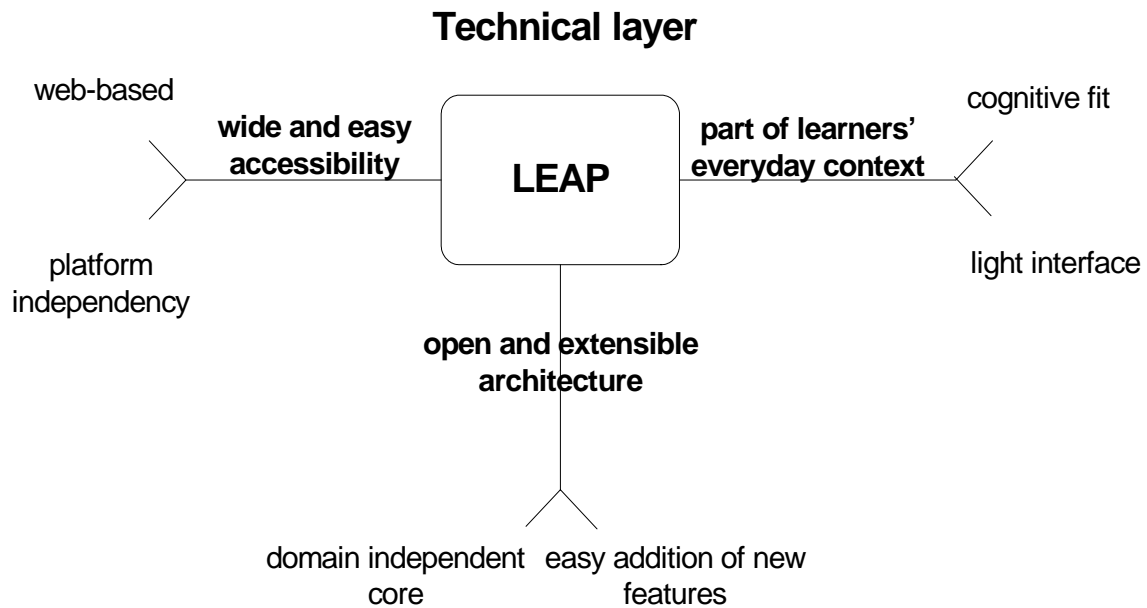 Technical layer
web-based
wide and easy
accessibility
platform
independency
LEAP
part of learners’
everyday context
cognitive fit
light interface
open and extensible
architecture
domain independent
core
easy addition of new
features